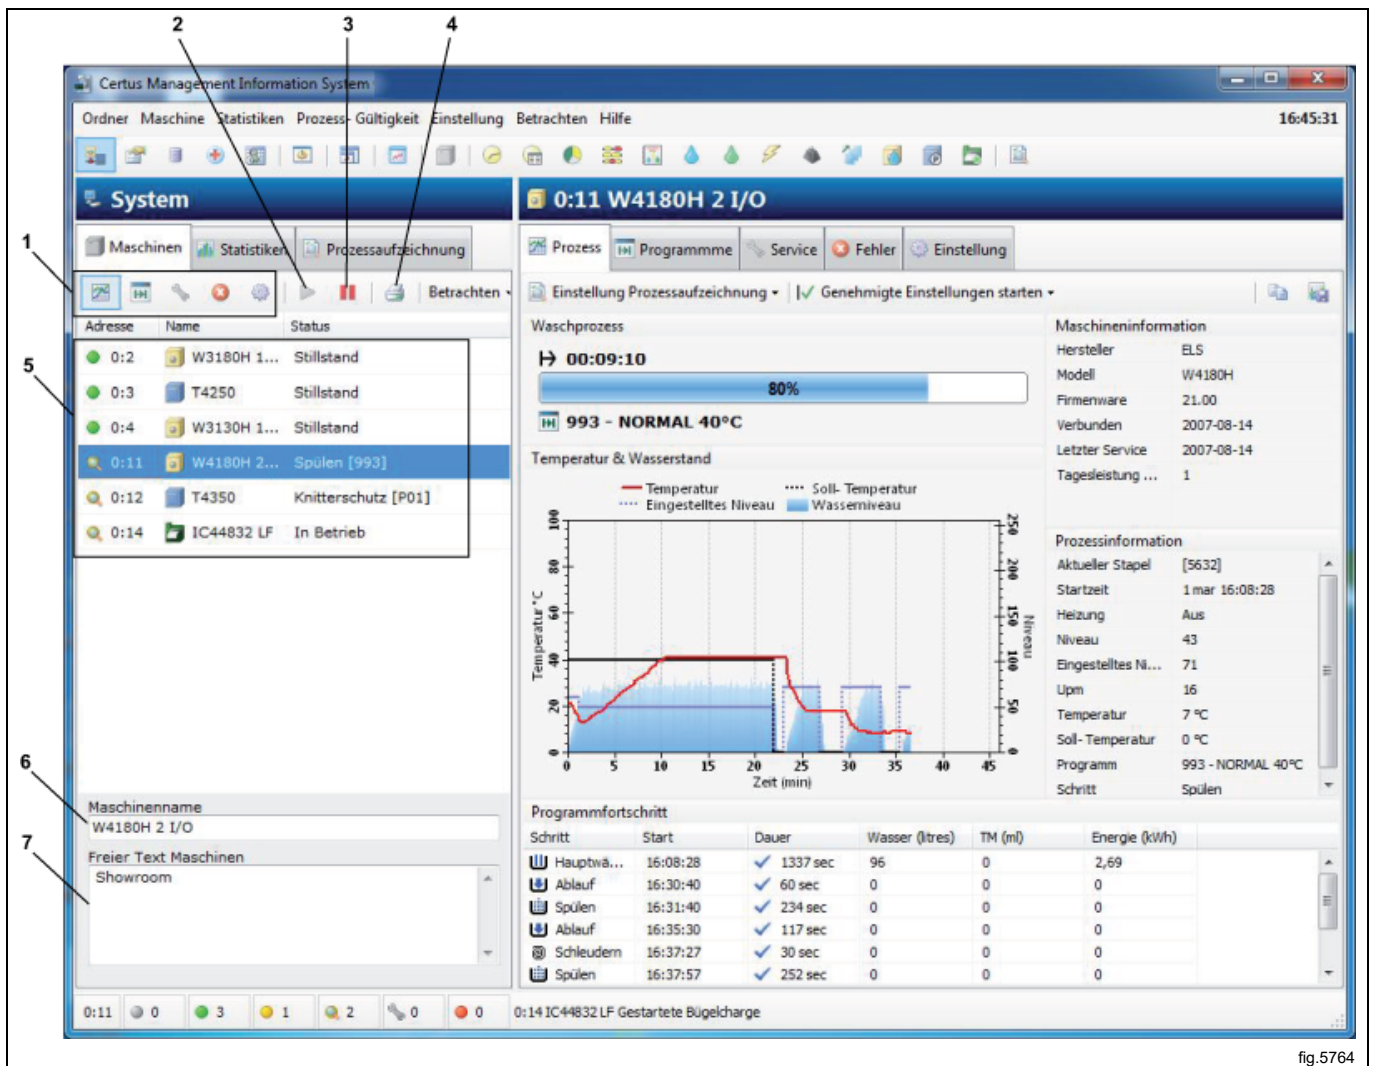 2
3
4
Certus Management Information System
Ordner Maschine Statistiken Prozess- Gültigkeit Einstellung Betrachten Hilfe 16:45:31
System
0:11 W4180H 2 I/O
1
Maschinen Statistiken Prozessaufzeichnung
Prozess Programmme Service Fehler Einstellung
Betrachten
Einstellung Prozessaufzeichnung Genehmigte Einstellungen starten
Adresse Name Status
5
0:2 W3180H 1... Stillstand
0:3 T4250 Stillstand
0:4 W3130H 1... Stillstand
0:11 W4180H 2... Spülen [993]
0:12 T4350 Knitterschutz [P01]
0:14 IC44832 LF In Betrieb
Waschprozess
00:09:10
80%
993 - NORMAL 40°C
Temperatur & Wasserstand
Temperatur Soll- Temperatur
Eingestelltes Niveau Wasserniveau
100
80
60
40
20
0
Temperatur °C
250
200
150
100
50
0
Niveau
0 5 10 15 20 25 30 35 40 45
Zeit (min)
Maschineninformation
Hersteller ELS
Modell W4180H
Firmenware 21.00
Verbunden 2007-08-14
Letzter Service 2007-08-14
Tagesleistung ... 1
Prozessinformation
Aktueller Stapel [5632]
Startzeit 1 mar 16:08:28
Heizung Aus
Niveau 43
Eingestelltes Ni... 71
Upm 16
Temperatur 7 °C
Soll- Temperatur 0 °C
Programm 993 - NORMAL 40°C
Schritt Spülen
6
Maschinenname
W4180H 2 I/O
7
Freier Text Maschinen
Showroom
Programmfortschritt
Schritt Start Dauer Wasser (litres) TM (ml) Energie (kWh)
Hauptwä... 16:08:28 1337 sec 96 0 2,69
Ablauf 16:30:40 60 sec 0 0 0
Spülen 16:31:40 234 sec 0 0 0
Ablauf 16:35:30 117 sec 0 0 0
Schleudern 16:37:27 30 sec 0 0 0
Spülen 16:37:57 252 sec 0 0 0
0:11 0 3 1 2 0 0 0:14 IC44832 LF Gestartete Bügelcharge
fig.5764